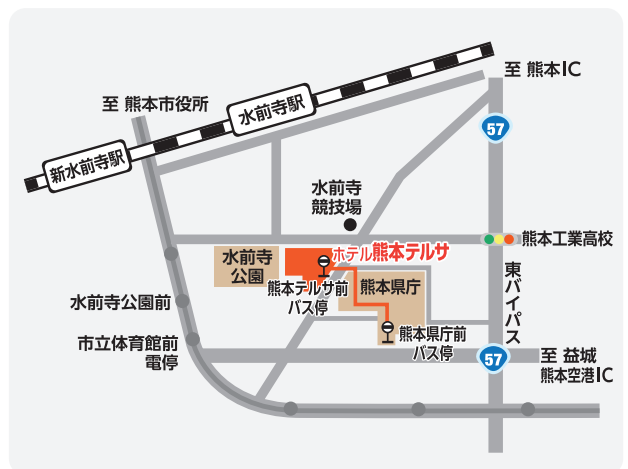 至 熊本IC
至 熊本市役所
水前寺駅
57
新水前寺駅
水前寺
競技場
熊本工業高校
水前寺
公園
ホテル熊本テルサ
東バイパス
熊本テルサ前
バス停
熊本県庁
水前寺公園前
市立体育館前
電停
熊本県庁前
バス停
57
至 益城
熊本空港IC